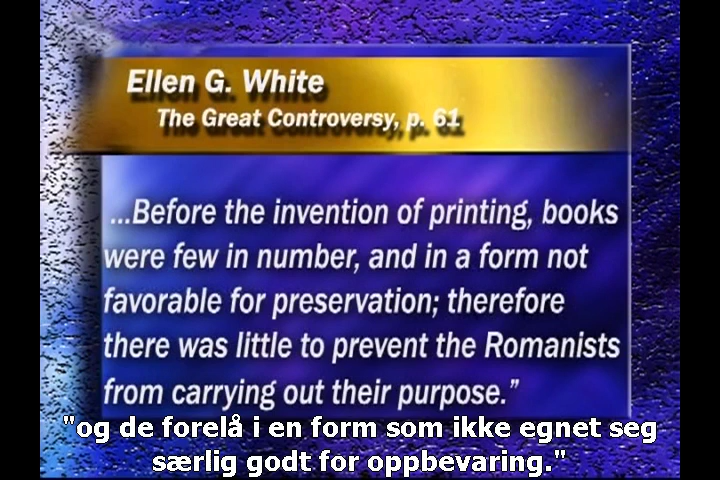 Ellen G. White
The Great Controversy, p. 61
...Before the invention of printing, books
were few in number, and in a form not
favorable for preservation; therefore
there was little to prevent the Romanists
from carrying out their purpose.”
"og de forelå i en form som ikke egnet seg
særlig godt for oppbevaring."